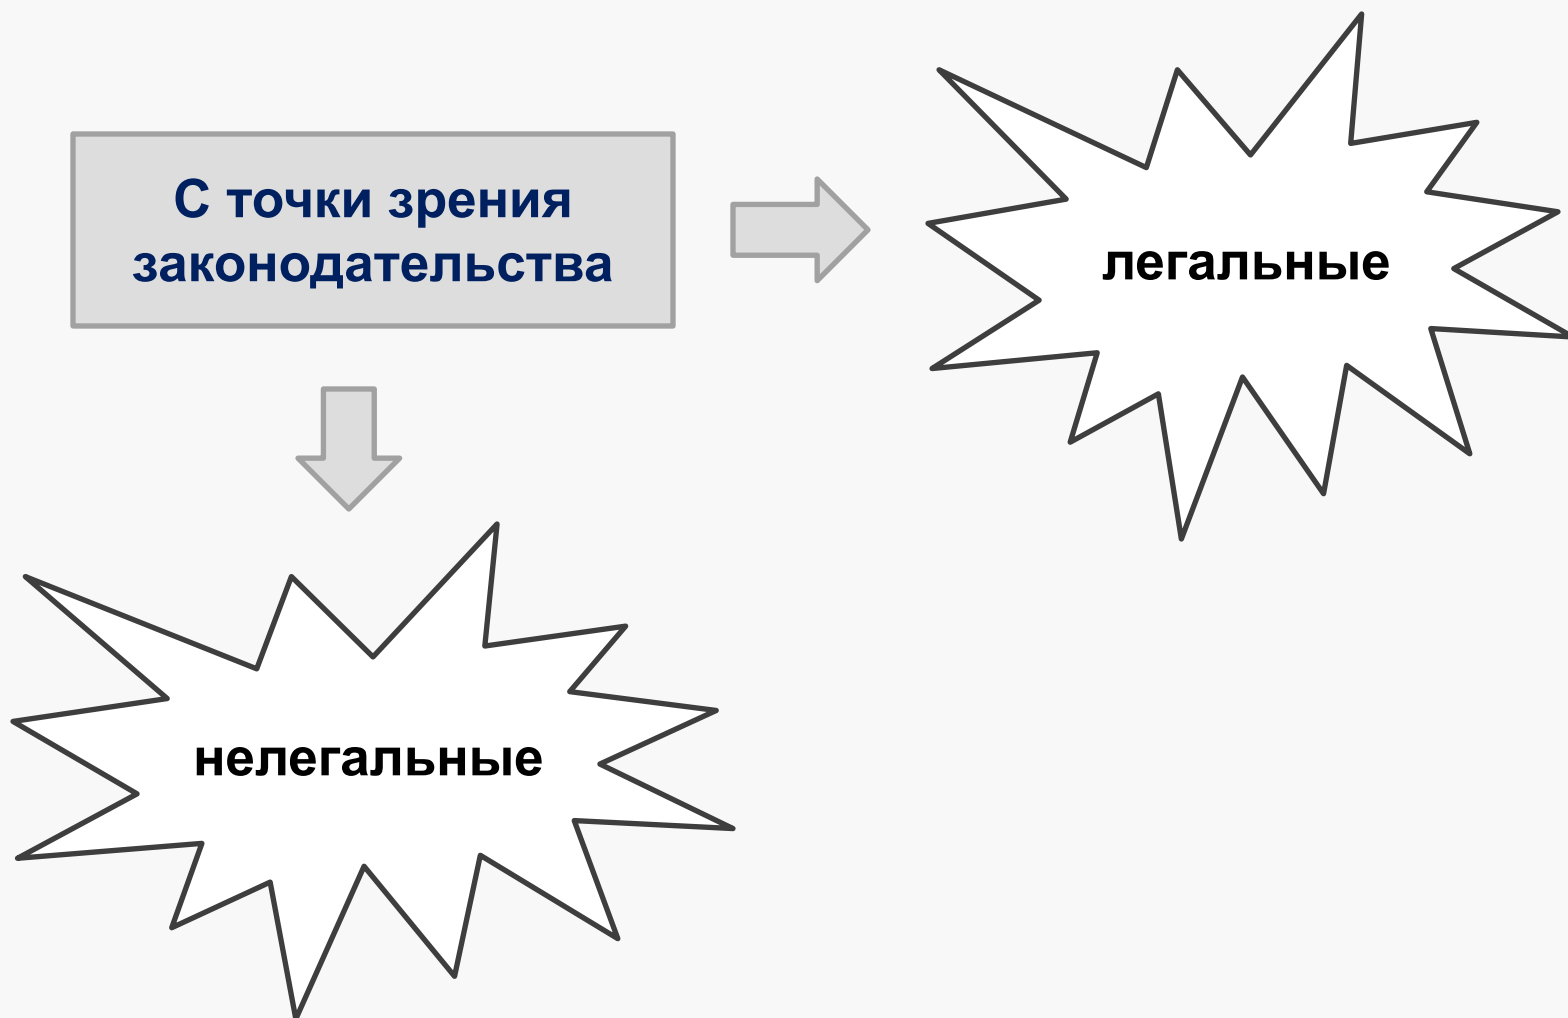 С точки зрения
законодательства
легальные
нелегальные